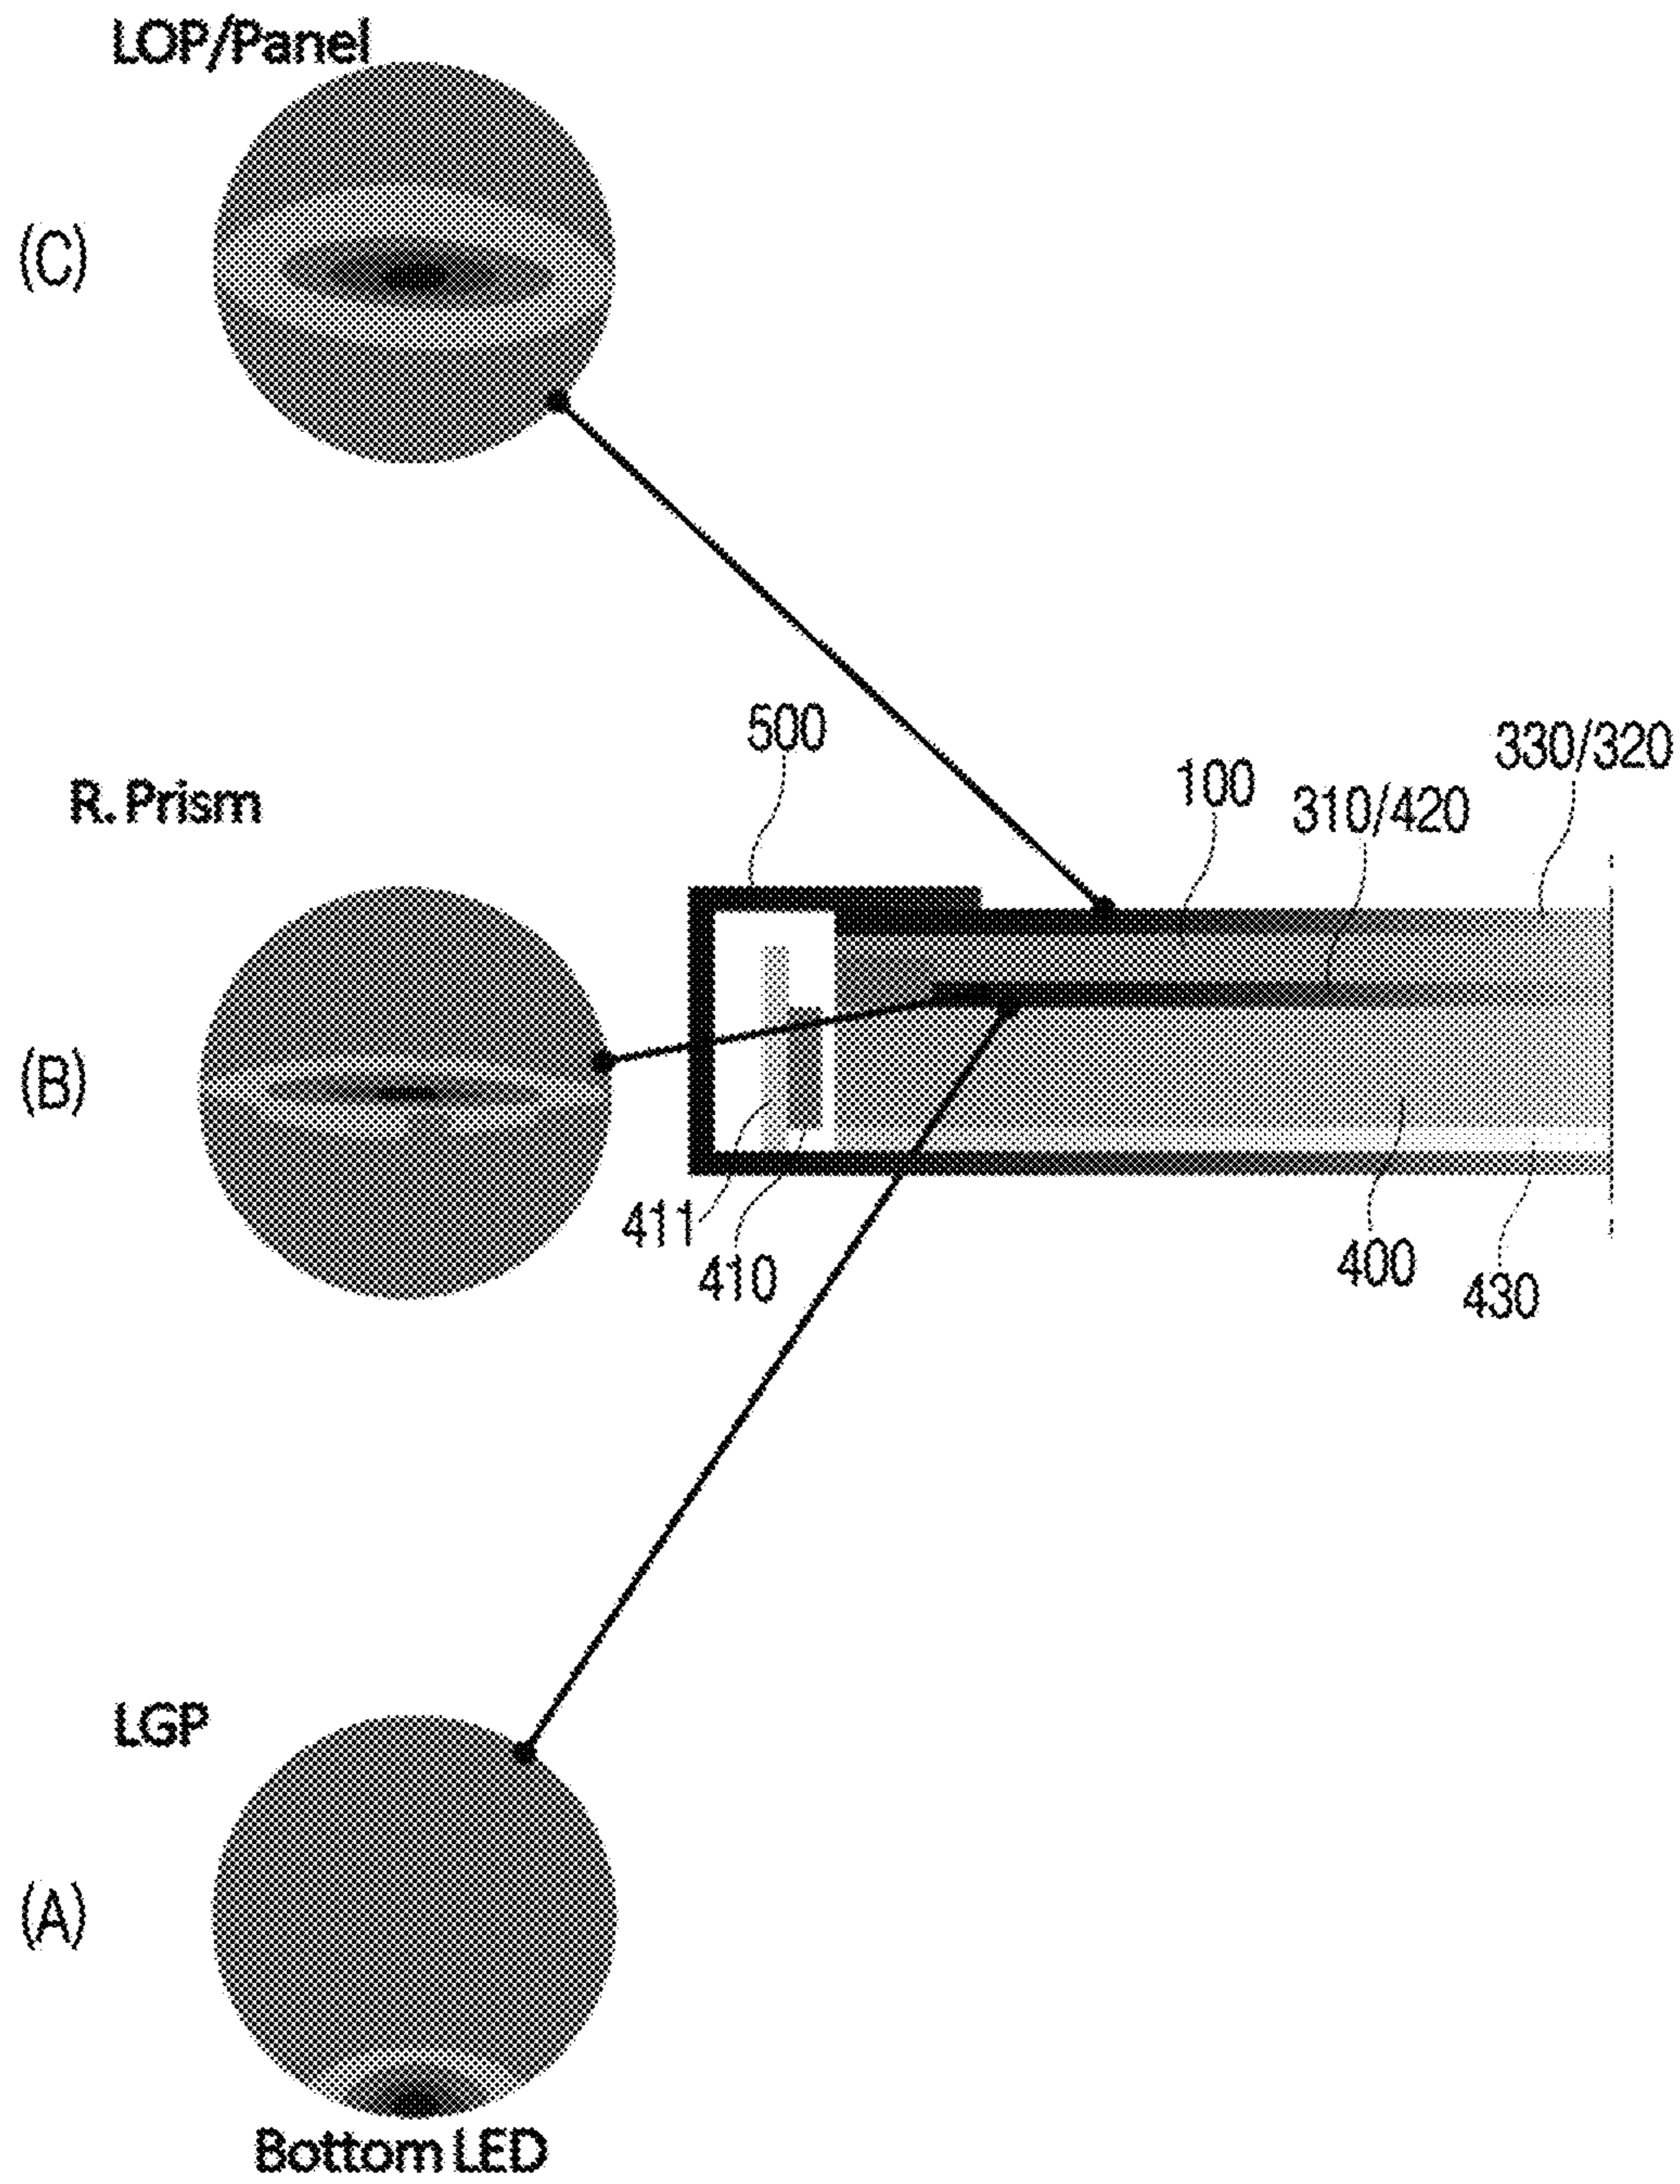 LOP/Panel
(C)
500
330/320
100
310/420
R. Prism
(B)
411
410
400
430
LGP
(A)
Bottom LED